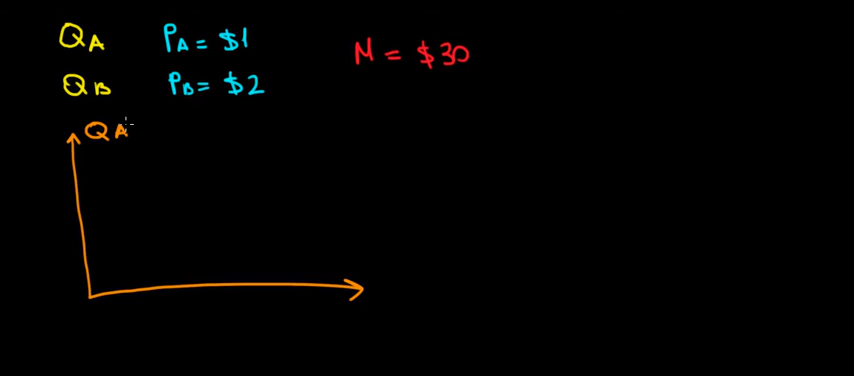 QA PA = $1
M = $30
QB PB = $2
QA